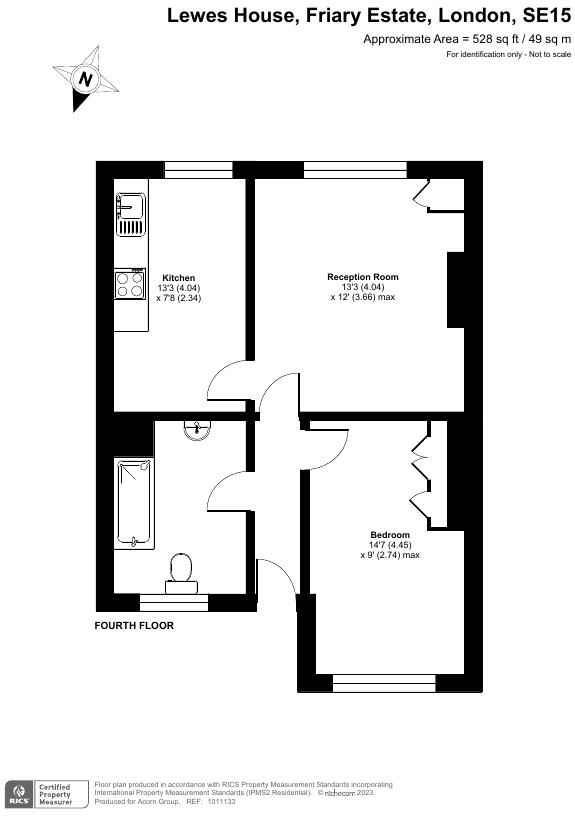 Lewes House, Friary Estate, London, SE15
Approximate Area = 528 sq ft / 49 sq m
For identification only - Not to scale
N
Kitchen
13'3 (4.04)
x 7'8 (2.34)
Reception Room
13'3 (4.04)
x 12' (3.66) max
Bedroom
14'7 (4.45)
x 9' (2.74) max
FOURTH FLOOR
RICS
Certified
Property
Measurer
Floor plan produced in accordance with RICS Property Measurement Standards incorporating
International Property Measurement Standards (IPMS2 Residential). © nichecom 2023.
Produced for Acorn Group. REF: 1011133